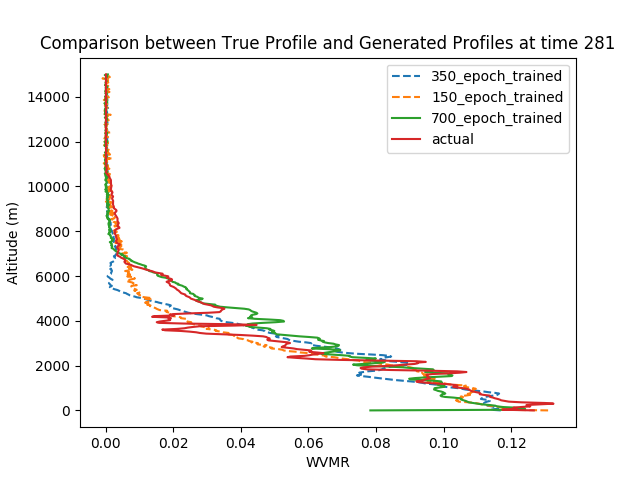 Comparison between True Profile and Generated Profiles at time 281
350_epoch_trained
150_epoch_trained
700_epoch_trained
actual
14000
12000
10000
8000
6000
4000
2000
0
Altitude (m)
0.00 0.02 0.04 0.06 0.08 0.10 0.12
WVMR